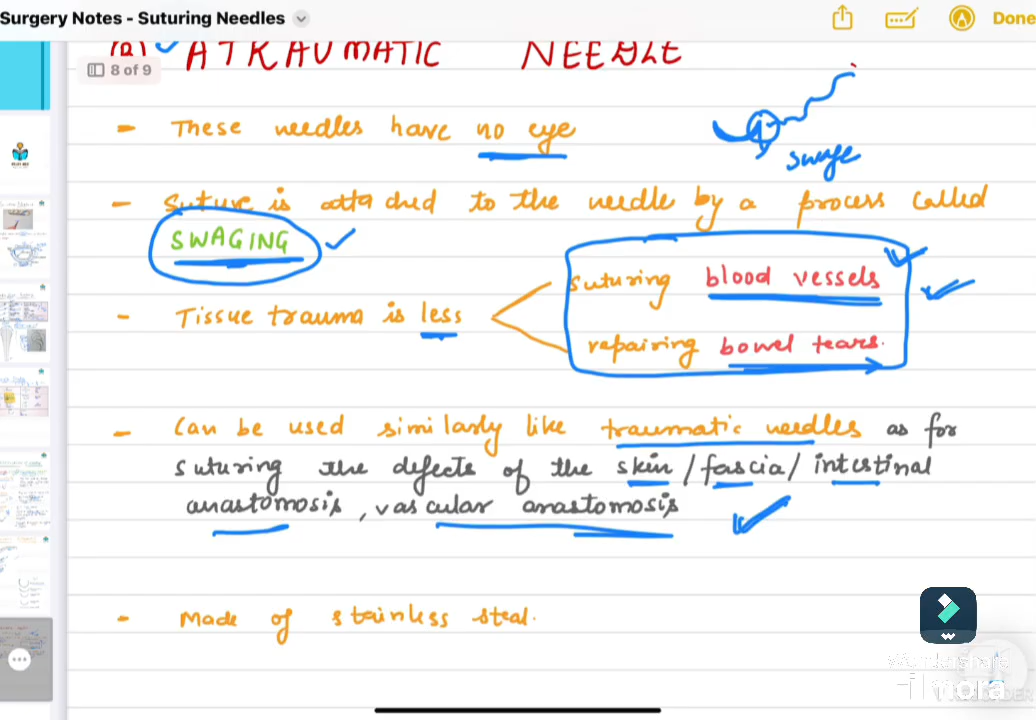 Surgery Notes - Suturing Needles
Done
(a) ATRAUMATIC NEEDLE
8 of 9
- These needles have no eye
swage
- Suture is attached to the needle by a process called
SWAGING
suturing blood vessels
- Tissue trauma is less
repairing bowel tears.
- Can be used similarly like traumatic needles as for
suturing the defects of the skin/fascia/intestinal
anastomosis, vascular anastomosis
- Made of stainless steal.
Wondershare
Filmora